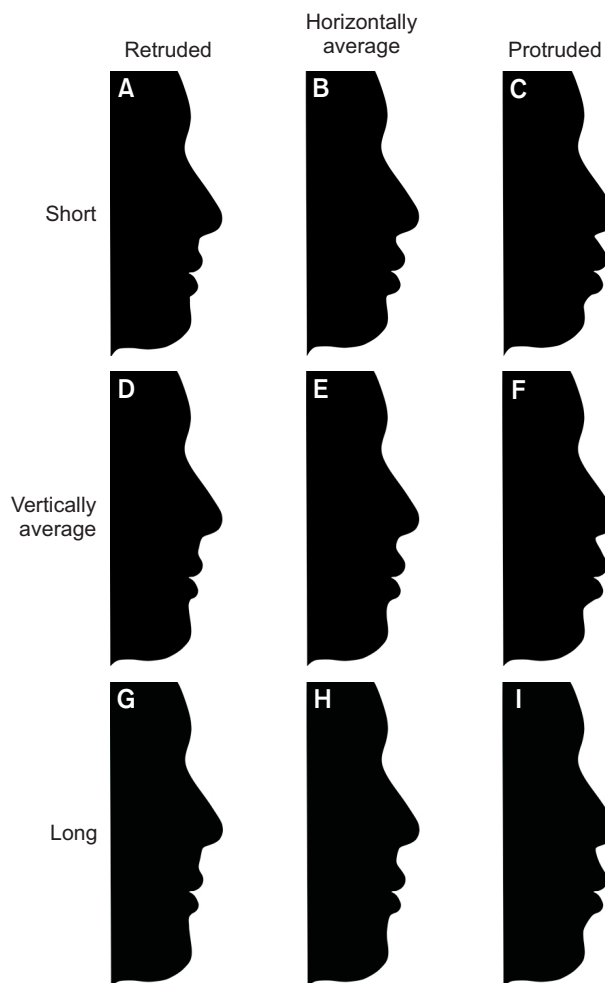 Retruded
Horizontally
average
Protruded
A
B
C
Short
D
E
F
Vertically
average
G
H
I
Long